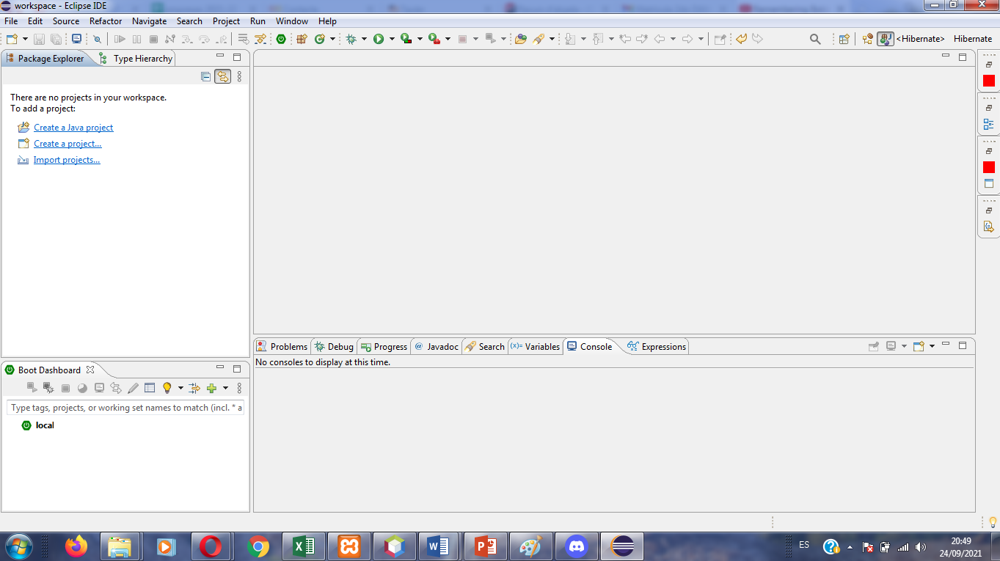 workspace - Eclipse IDE
File Edit Source Refactor Navigate Search Project Run Window Help
<Hibernate> Hibernate
Package Explorer Type Hierarchy
There are no projects in your workspace.
To add a project:
Create a Java project
Create a project...
Import projects...
Problems Debug Progress @ Javadoc Search (x)= Variables Console Expressions
No consoles to display at this time.
Boot Dashboard
Type tags, projects, or working set names to match (incl. * a
local
ES
20:49
24/09/2021